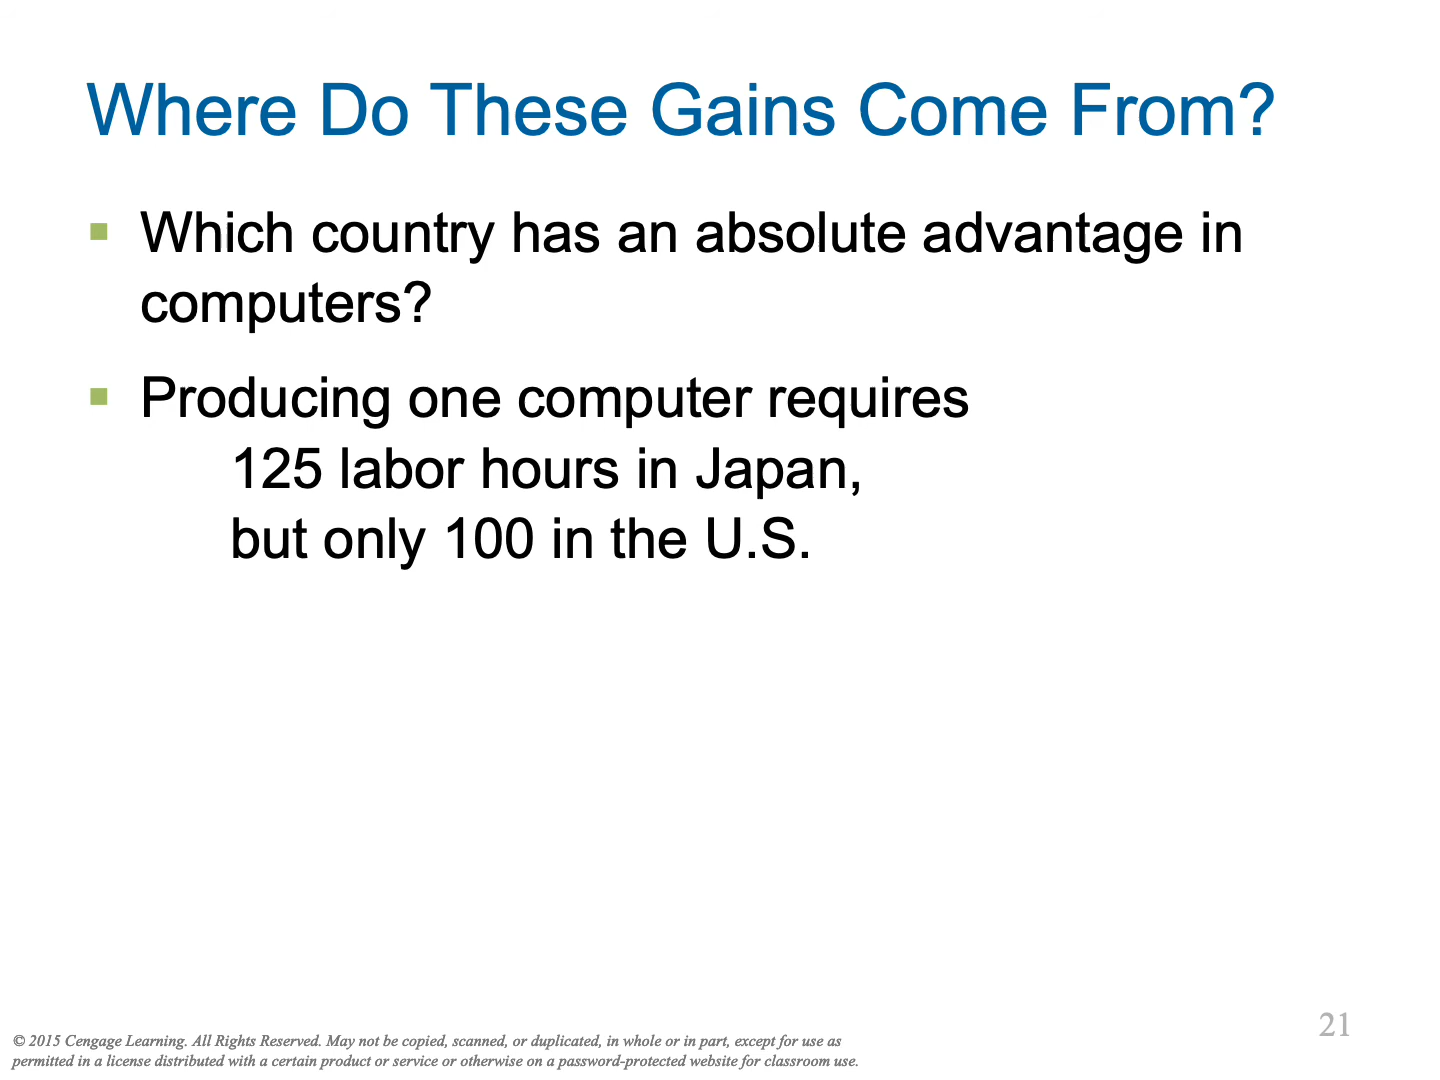 Where Do These Gains Come From?
▪ Which country has an absolute advantage in
computers?
▪ Producing one computer requires
125 labor hours in Japan,
but only 100 in the U.S.
21
© 2015 Cengage Learning. All Rights Reserved. May not be copied, scanned, or duplicated, in whole or in part, except for use as
permitted in a license distributed with a certain product or service or otherwise on a password-protected website for classroom use.